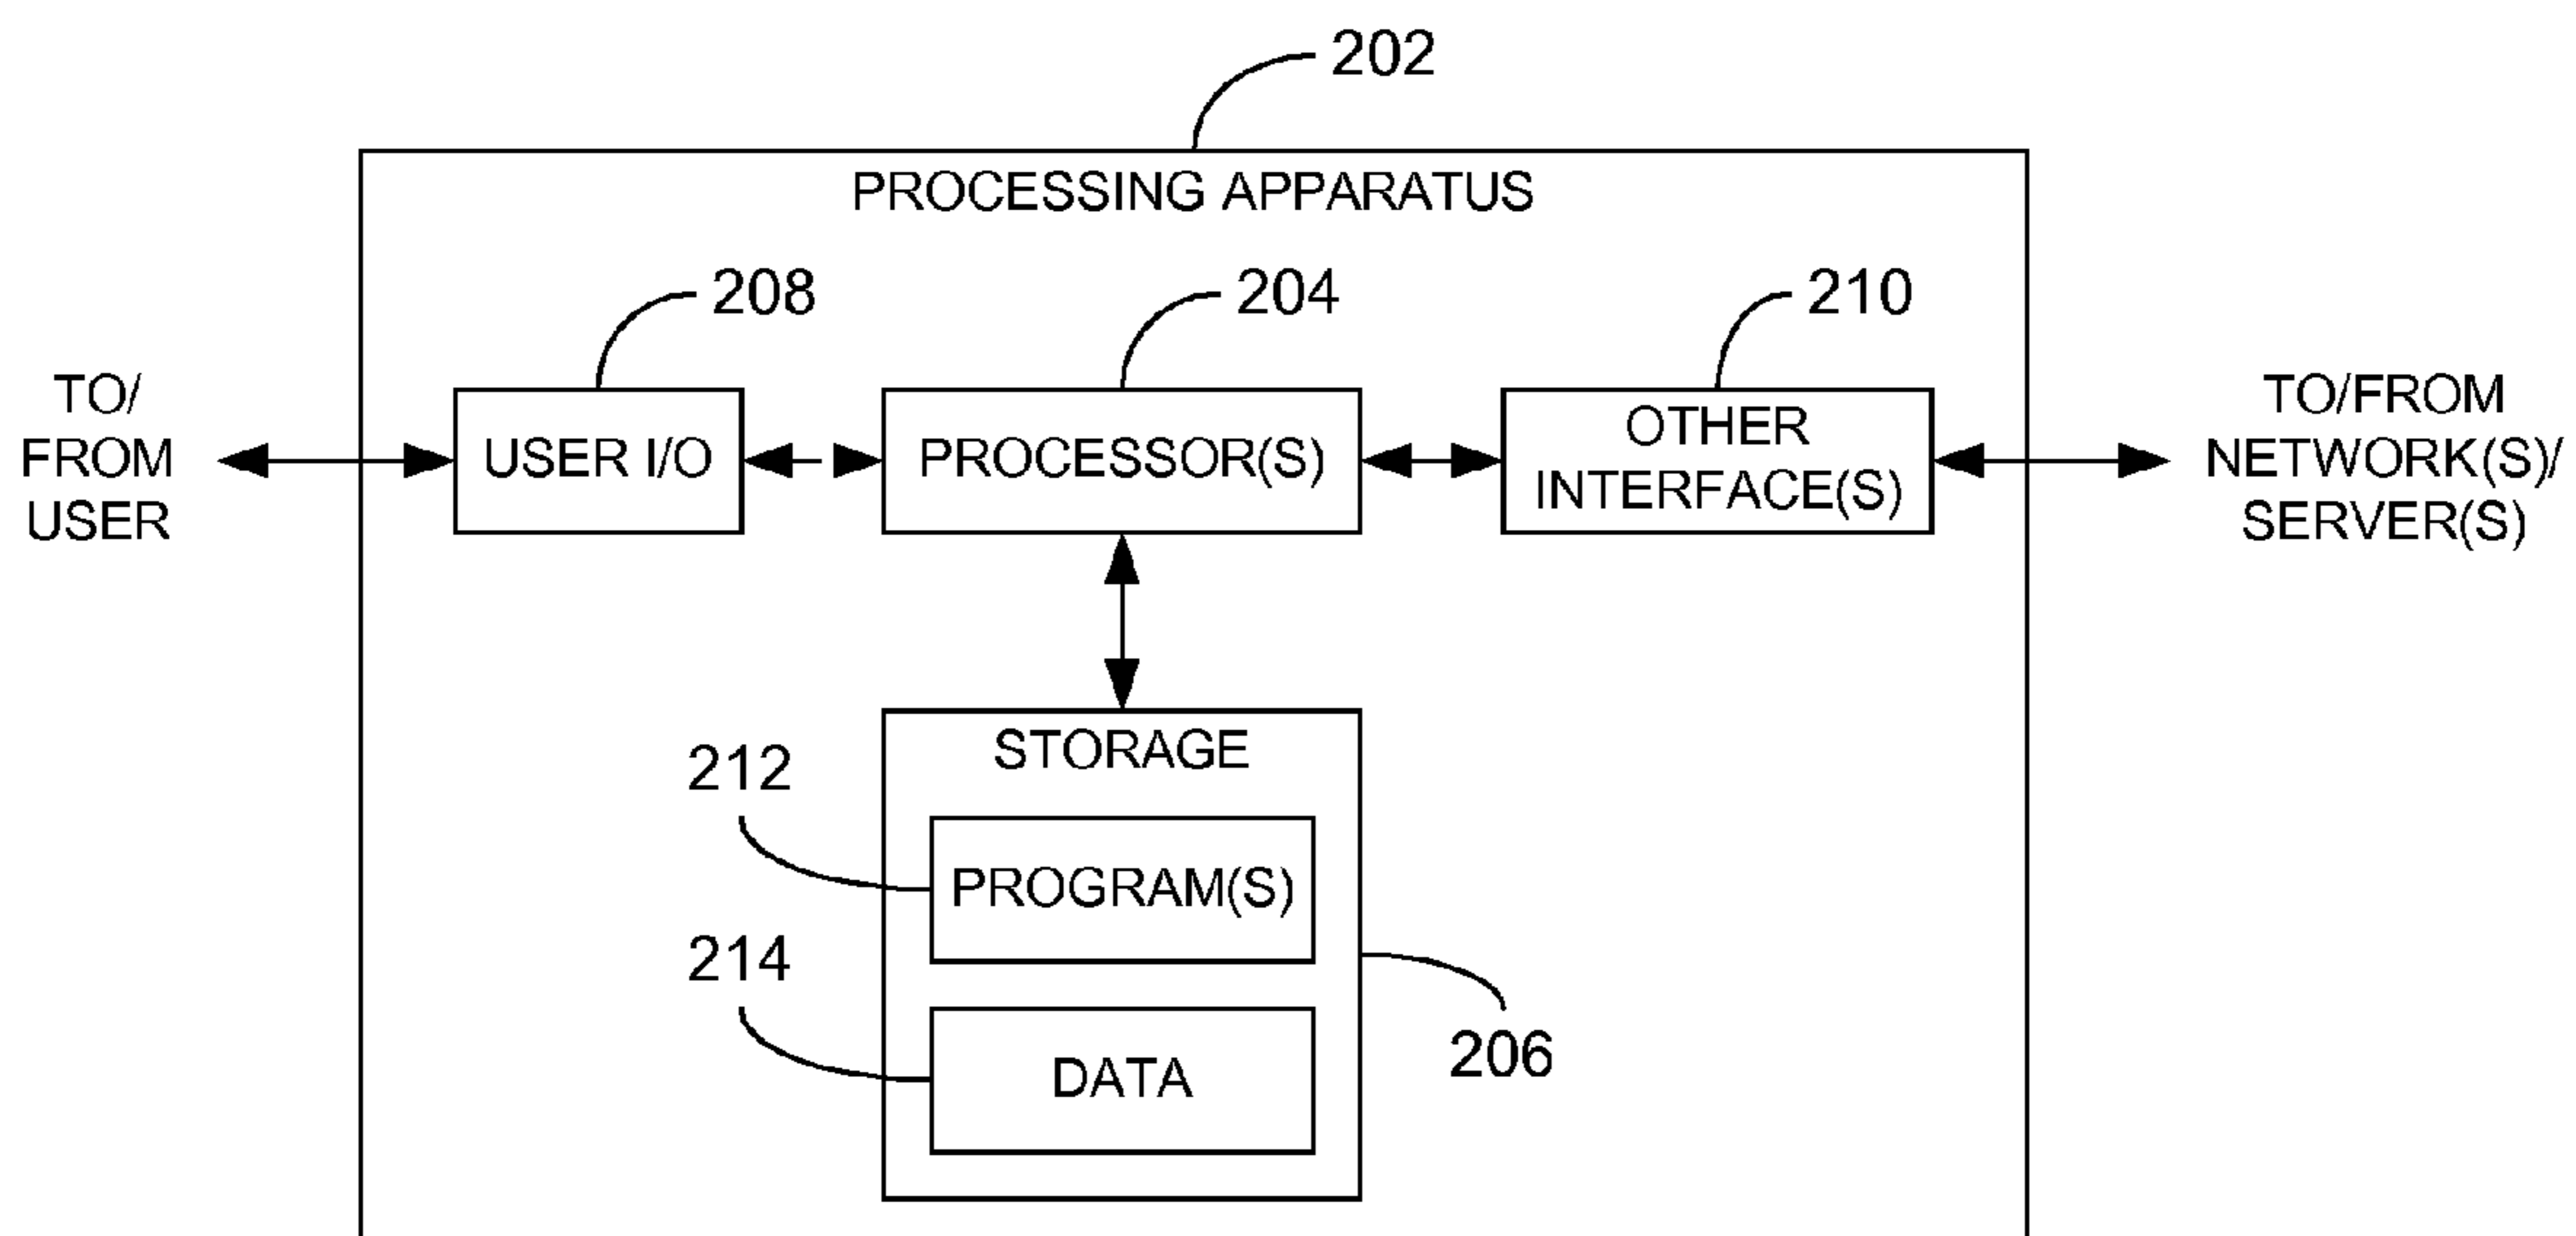 202
PROCESSING APPARATUS
208
204
210
TO/
FROM
USER
USER I/O
PROCESSOR(S)
OTHER
INTERFACE(S)
TO/FROM
NETWORK(S)/
SERVER(S)
STORAGE
212
PROGRAM(S)
214
DATA
206